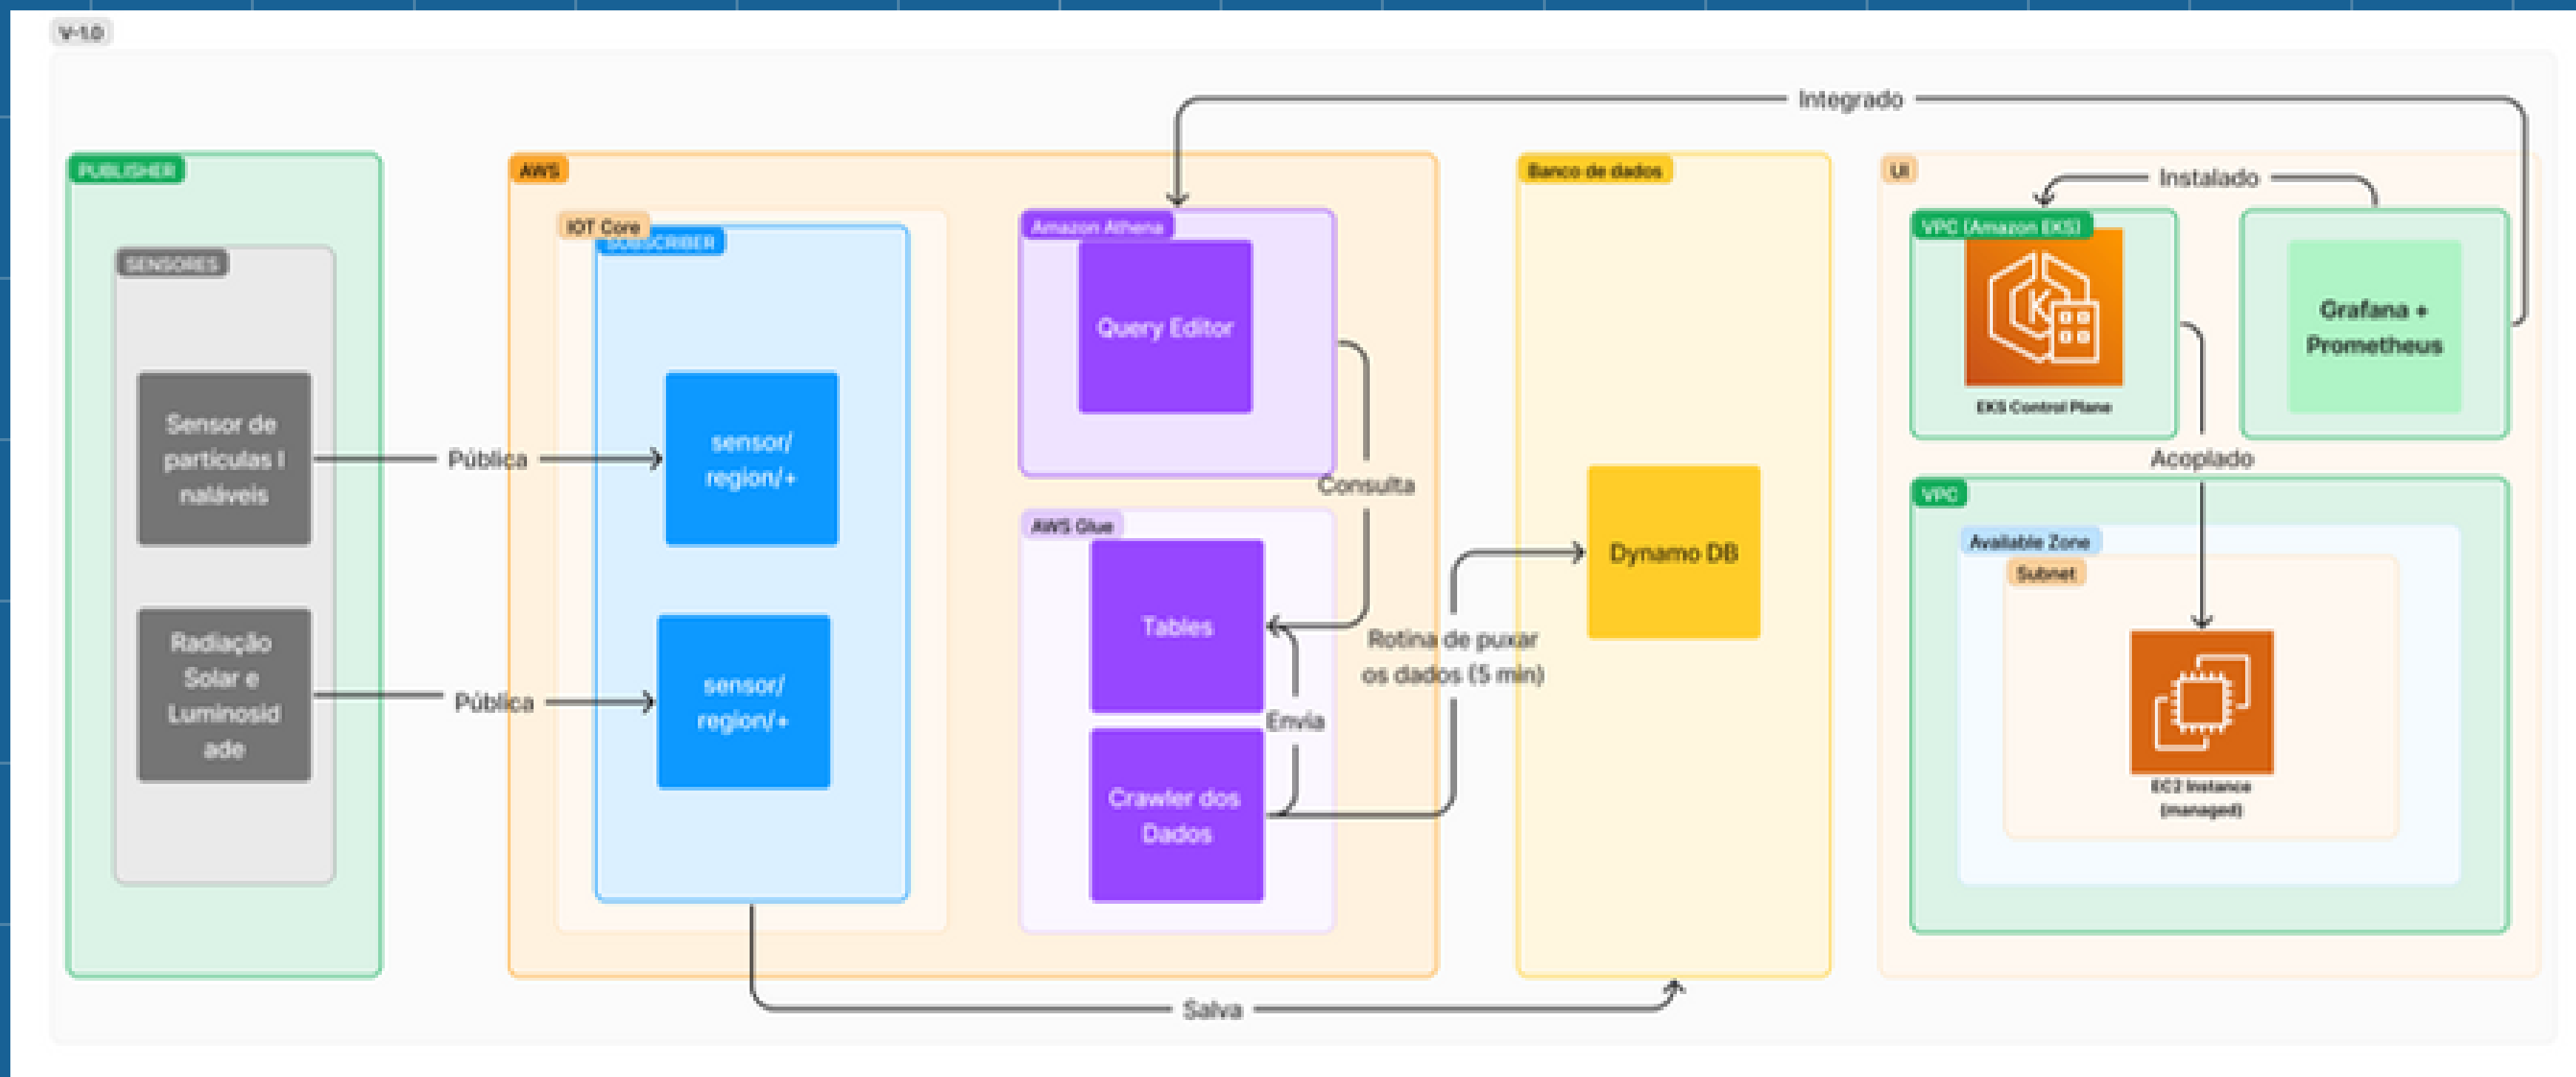 V-1.0
Integrado
PUBLISHER
SENSORES
Sensor de
partículas I
naláveis
Radiação
Solar e
Luminosid
ade
Pública
Pública
AWS
IOT Core
SUBSCRIBER
sensor/
region/+
sensor/
region/+
Amazon Athena
Query Editor
Consulta
AWS Glue
Tables
Envia
Crawler dos
Dados
Rotina de puxar
os dados (5 min)
Salva
Banco de dados
Dynamo DB
UI
Instalado
VPC (Amazon EKS)
EKS Control Plane
Grafana +
Prometheus
Acoplado
VPC
Available Zone
Subnet
EC2 Instance
(managed)